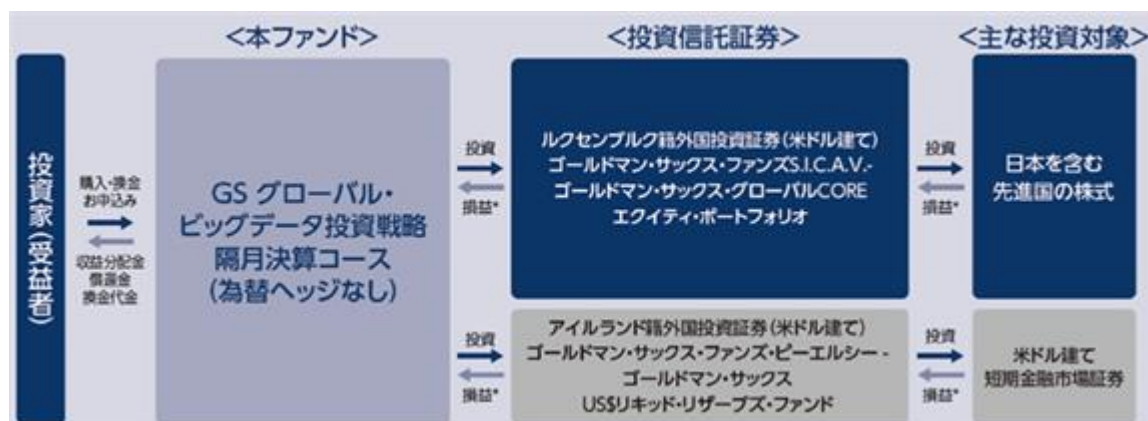 <本ファンド>
<投資信託証券>
<主な投資対象>
投資家(受益者)
購入・換金
お申込み
収益分配金
償還金
換金代金
GS グローバル・
ビッグデータ投資戦略
隔月決算コース
(為替ヘッジなし)
投資
損益*
ルクセンブルク籍外国投資証券(米ドル建て)
ゴールドマン・サックス・ファンズS.I.C.A.V.-
ゴールドマン・サックス・グローバルCORE
エクイティ・ポートフォリオ
投資
損益*
日本を含む
先進国の株式
投資
損益*
アイルランド籍外国投資証券(米ドル建て)
ゴールドマン・サックス・ファンズ・ピーエルシー -
ゴールドマン・サックス
US$リキッド・リザーブズ・ファンド
投資
損益*
米ドル建て
短期金融市場証券